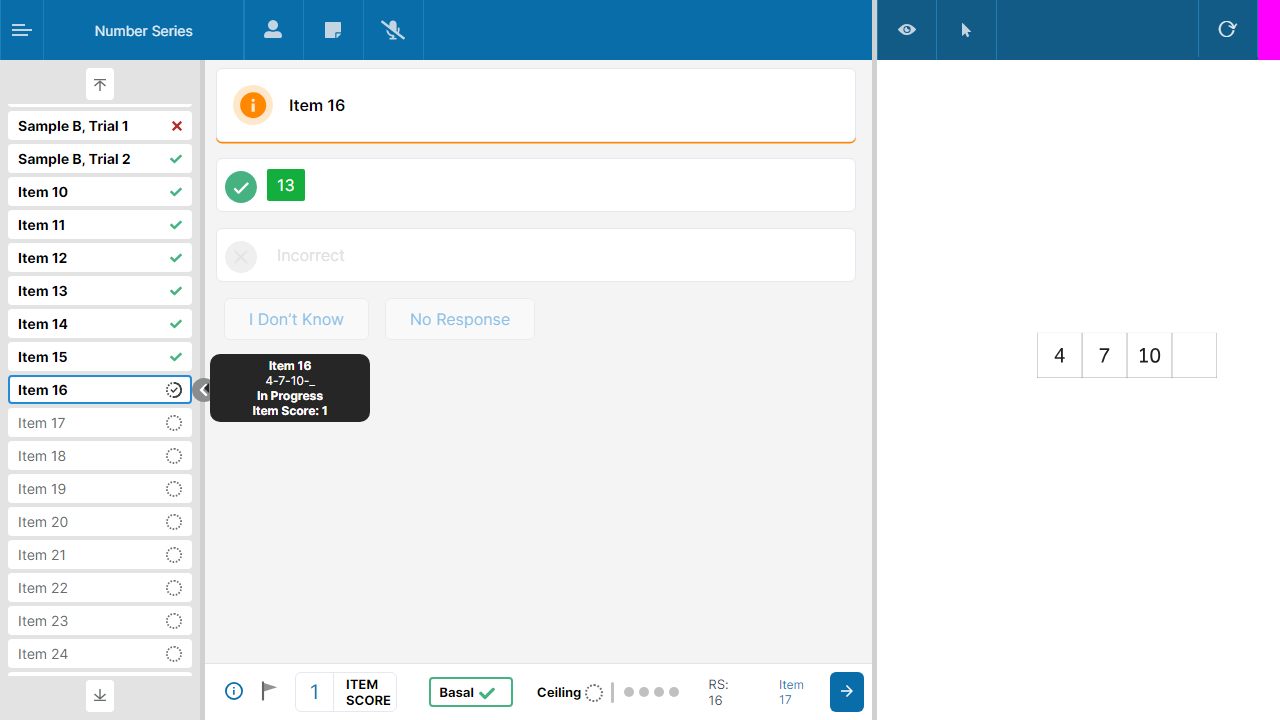 Number Series
Sample B, Trial 1
Sample B, Trial 2
Item 10
Item 11
Item 12
Item 13
Item 14
Item 15
Item 16
Item 17
Item 18
Item 19
Item 20
Item 21
Item 22
Item 23
Item 24
Item 16
13
Incorrect
I Don't Know
No Response
Item 16
4-7-10-_
In Progress
Item Score: 1
1
ITEM
SCORE
Basal
Ceiling
RS:
16
Item
17
4 7 10